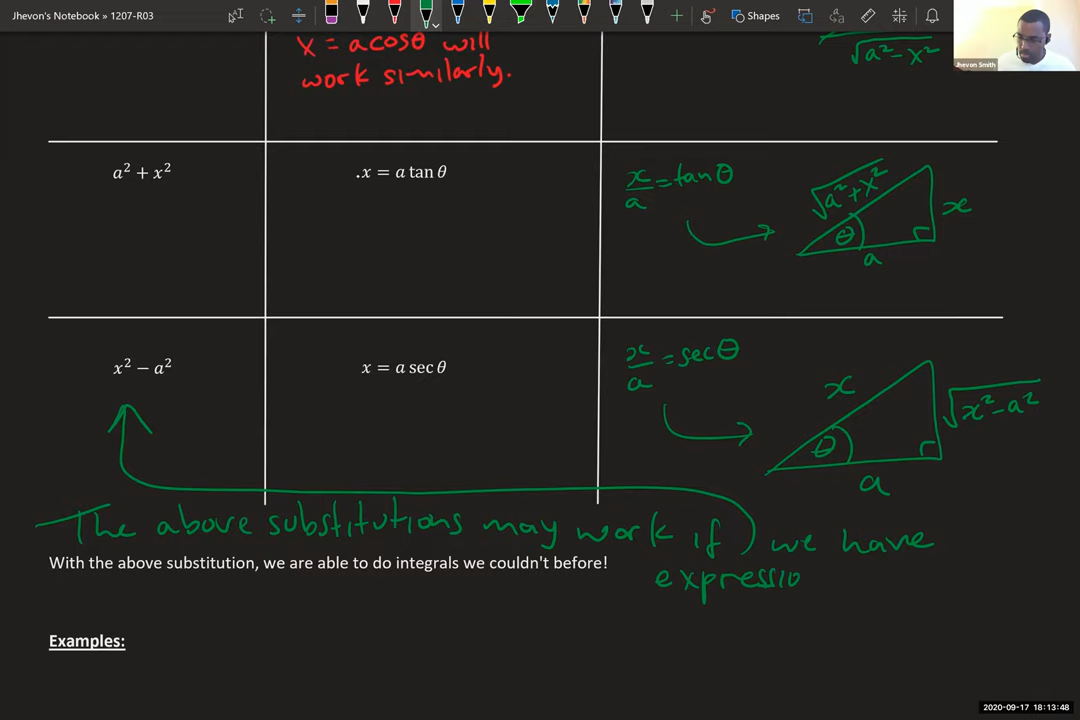 Jhevon's Notebook » 1207-R03
Shapes
Jhevon Smith
x = a cosθ will
work similarly.
√a²-x²
a² + x²
.x = a tan θ
x/a = tan θ
√a²+x²
x
θ
a
x² − a²
x = a sec θ
x/a = sec θ
x
√x²-a²
θ
a
The above substitutions may work if we have
expressio
With the above substitution, we are able to do integrals we couldn't before!
Examples:
2020-09-17 18:13:48